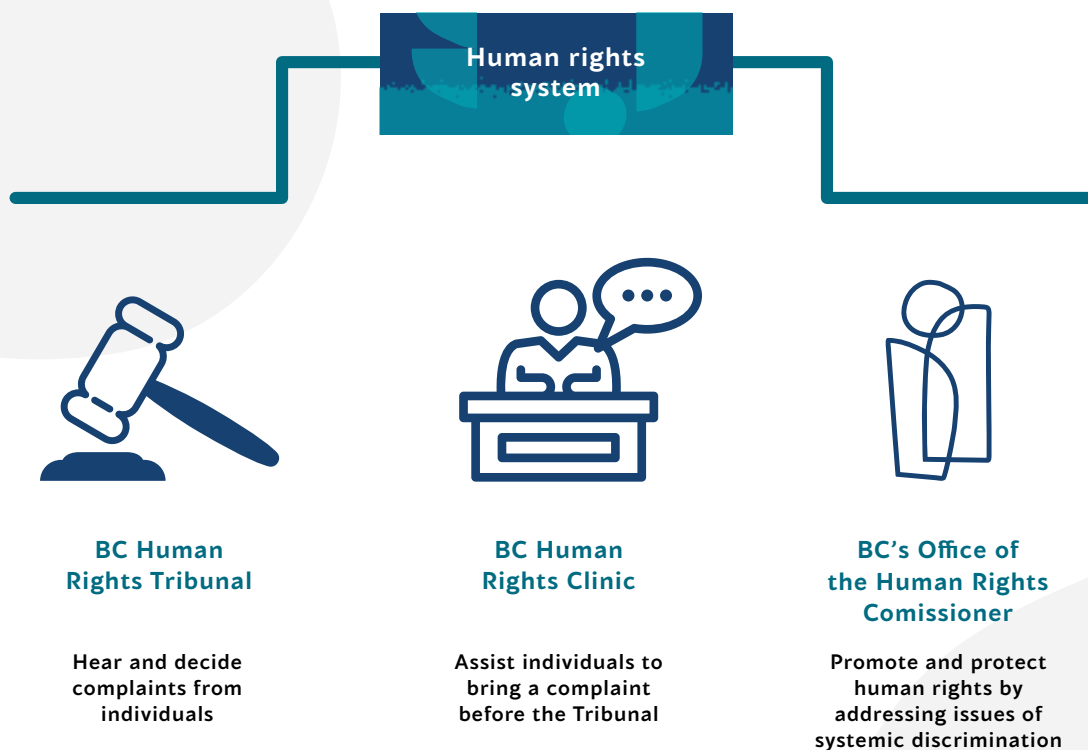 Human rights
system
BC Human
Rights Tribunal
Hear and decide
complaints from
individuals
BC Human
Rights Clinic
Assist individuals to
bring a complaint
before the Tribunal
BC’s Office of
the Human Rights
Comissioner
Promote and protect
human rights by
addressing issues of
systemic discrimination